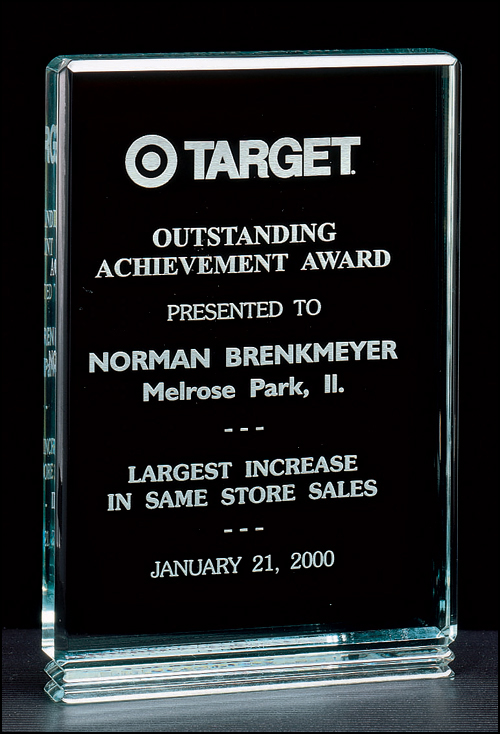 TARGET.
OUTSTANDING
ACHIEVEMENT AWARD
PRESENTED TO
NORMAN BRENKMEYER
Melrose Park, Il.
---
LARGEST INCREASE
IN SAME STORE SALES
---
JANUARY 21, 2000